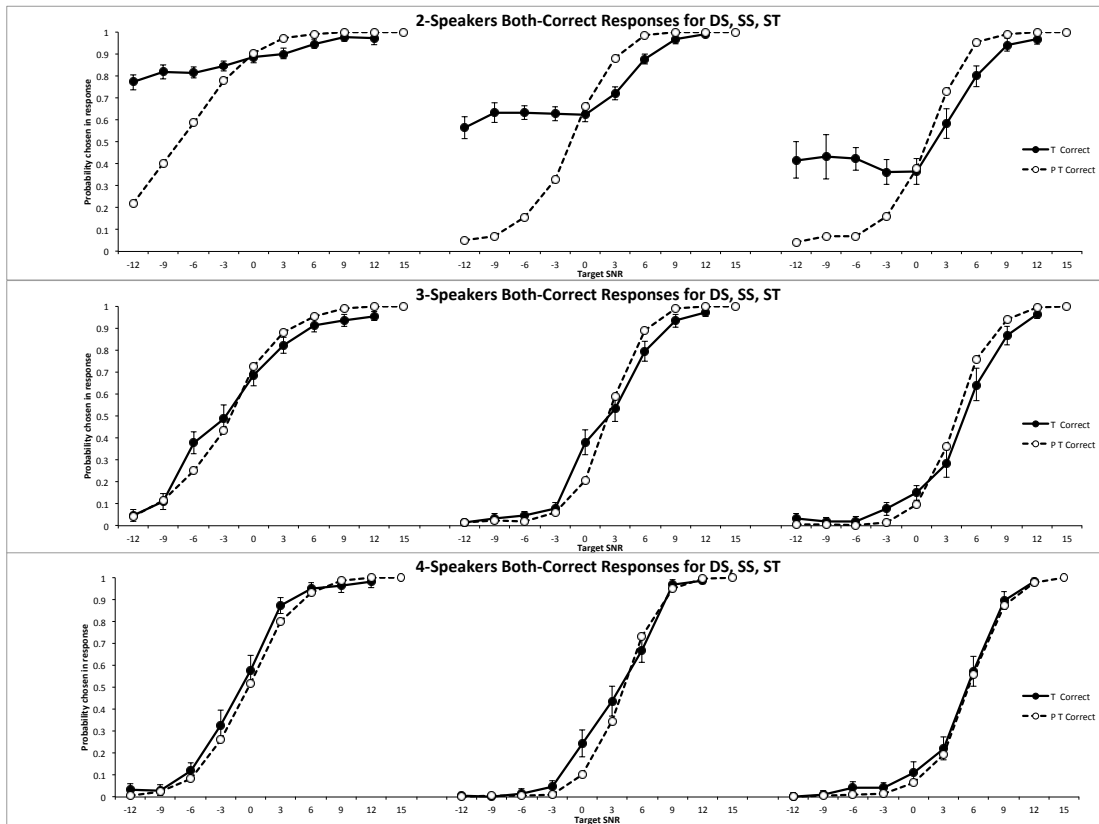 2-Speakers Both-Correct Responses for DS, SS, ST
Probability chosen in response
1
0.9
0.8
0.7
0.6
0.5
0.4
0.3
0.2
0.1
0
-12 -9 -6 -3 0 3 6 9 12 15 -12 -9 -6 -3 0 3 6 9 12 15 -12 -9 -6 -3 0 3 6 9 12 15
Target SNR
T Correct
P T Correct
3-Speakers Both-Correct Responses for DS, SS, ST
Probability chosen in response
1
0.9
0.8
0.7
0.6
0.5
0.4
0.3
0.2
0.1
0
-12 -9 -6 -3 0 3 6 9 12 15 -12 -9 -6 -3 0 3 6 9 12 15 -12 -9 -6 -3 0 3 6 9 12 15
Target SNR
T Correct
P T Correct
4-Speakers Both-Correct Responses for DS, SS, ST
Probability chosen in response
1
0.9
0.8
0.7
0.6
0.5
0.4
0.3
0.2
0.1
0
-12 -9 -6 -3 0 3 6 9 12 15 -12 -9 -6 -3 0 3 6 9 12 15 -12 -9 -6 -3 0 3 6 9 12 15
Target SNR
T Correct
P T Correct